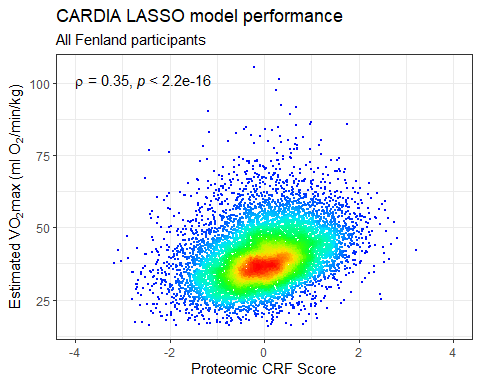 CARDIA LASSO model performance
All Fenland participants
ρ = 0.35, p < 2.2e-16
Estimated VO₂max (ml O₂/min/kg)
100
75
50
25
-4 -2 0 2 4
Proteomic CRF Score